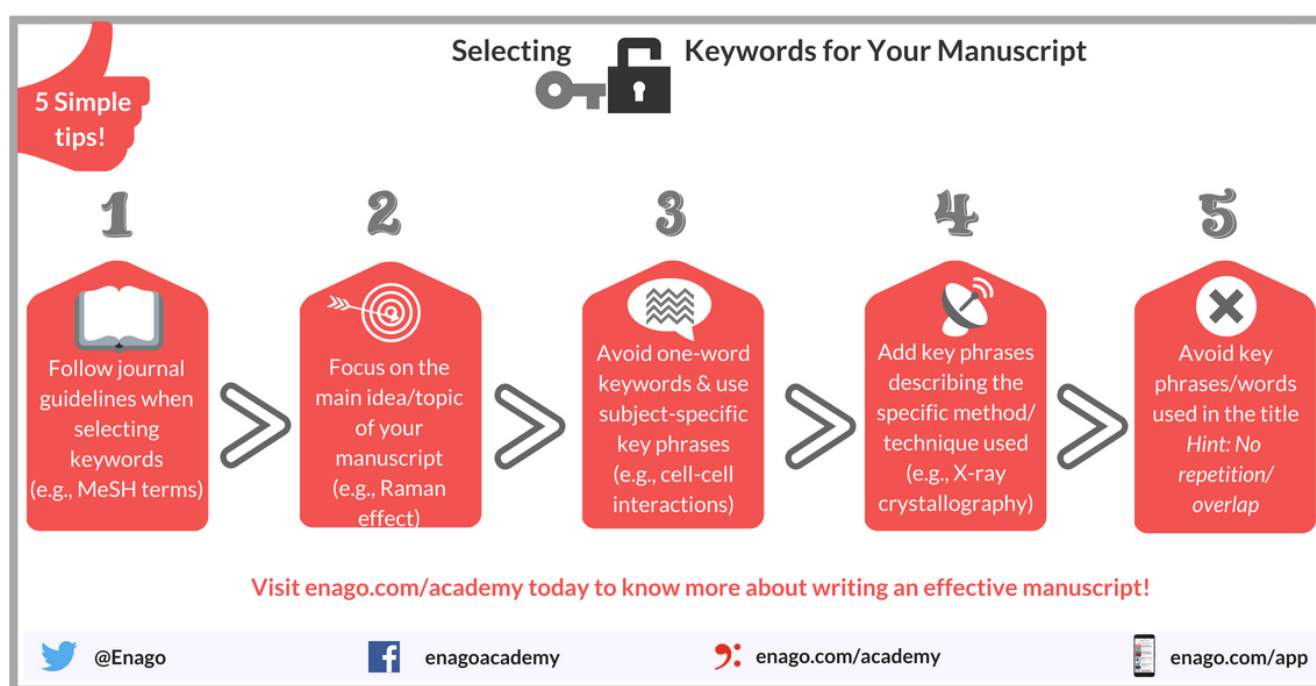 Selecting Keywords for Your Manuscript
5 Simple
tips!
1
Follow journal
guidelines when
selecting
keywords
(e.g., MeSH terms)
2
Focus on the
main idea/topic
of your
manuscript
(e.g., Raman
effect)
3
Avoid one-word
keywords & use
subject-specific
key phrases
(e.g., cell-cell
interactions)
4
Add key phrases
describing the
specific method/
technique used
(e.g., X-ray
crystallography)
5
Avoid key
phrases/words
used in the title
Hint: No
repetition/
overlap
Visit enago.com/academy today to know more about writing an effective manuscript!
@Enago
enagoacademy
enago.com/academy
enago.com/app